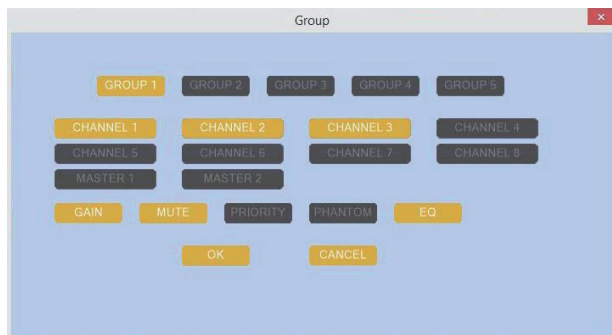 Group
GROUP 1 GROUP 2 GROUP 3 GROUP 4 GROUP 5
CHANNEL 1 CHANNEL 2 CHANNEL 3 CHANNEL 4
CHANNEL 5 CHANNEL 6 CHANNEL 7 CHANNEL 8
MASTER 1 MASTER 2
GAIN MUTE PRIORITY PHANTOM EQ
OK CANCEL